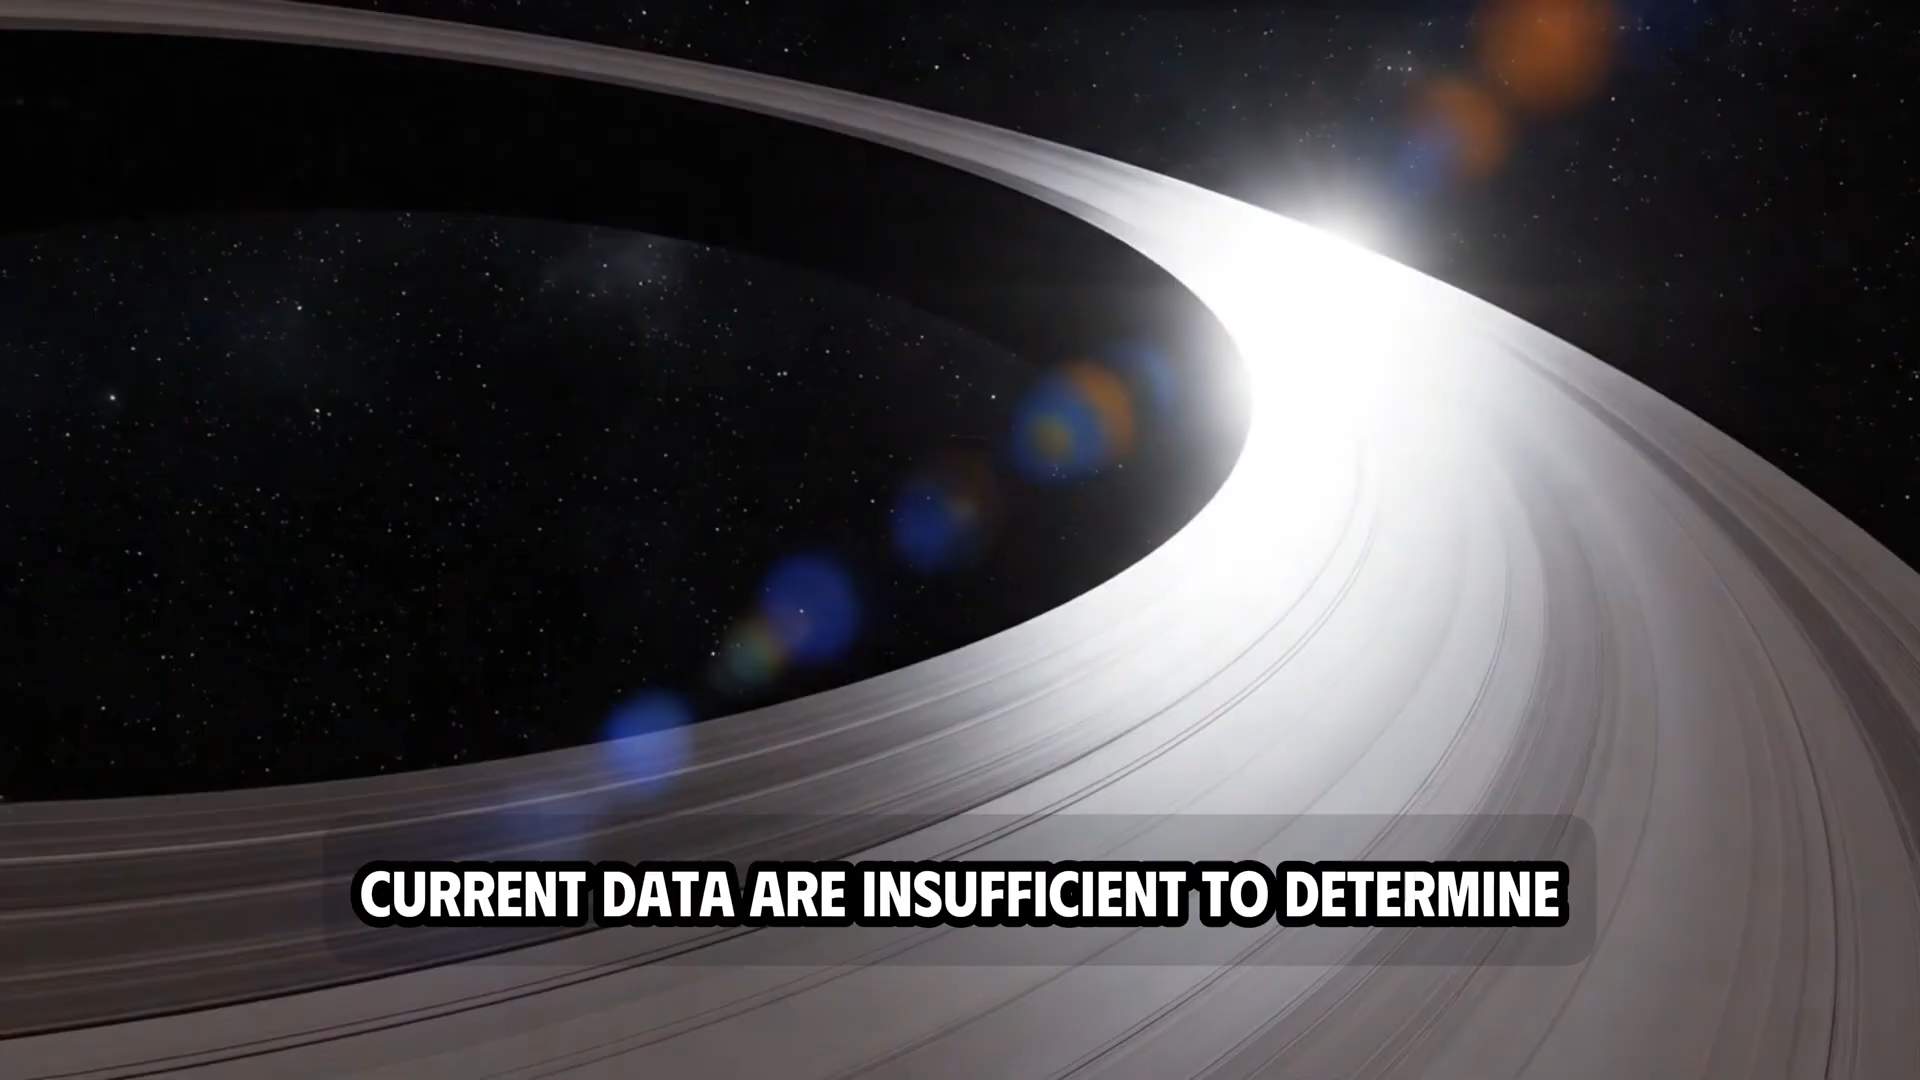 CURRENT DATA ARE INSUFFICIENT TO DETERMINE